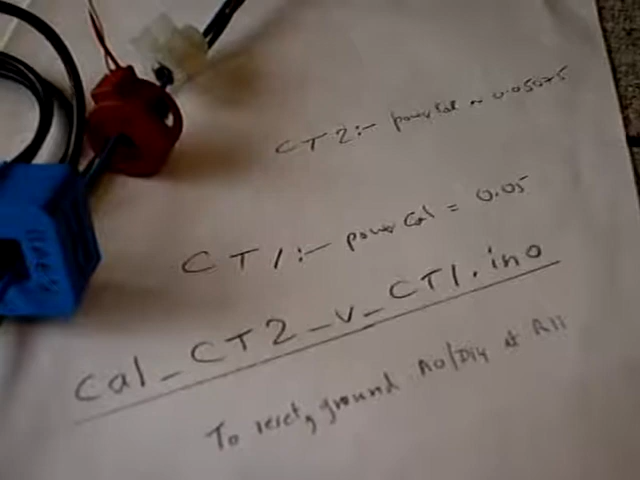 CT2:- powerCal ~ 0.05075
CT1:- powerCal = 0.05
Cal_CT2_v_CT1.ino
To reset, ground A0/D14 at R11